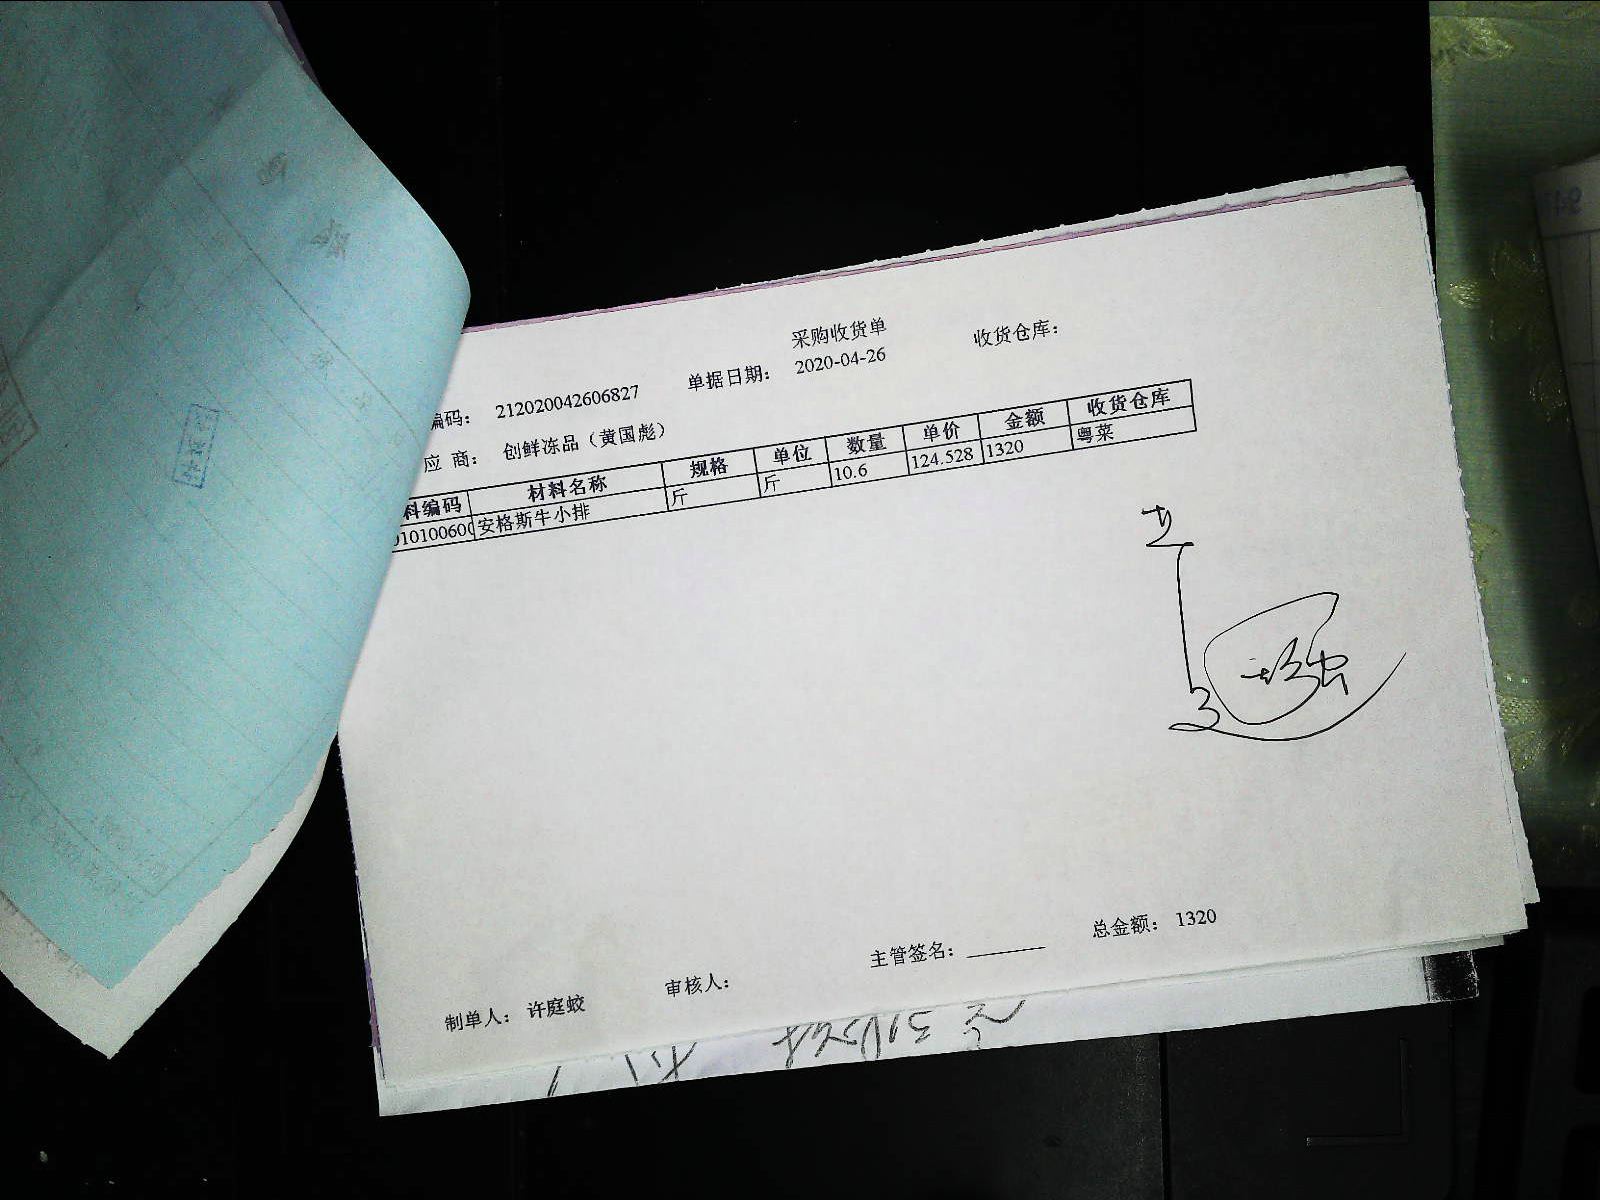 采购收货单
编码： 212020042606827 单据日期： 2020-04-26 收货仓库：
应 商： 创鲜冻品（黄国彪）
料编码 材料名称 规格 单位 数量 单价 金额 收货仓库
01010060 安格斯牛小排 斤 斤 10.6 124.528 1320 粤菜
制单人： 许庭蛟 审核人： 主管签名： 总金额： 1320